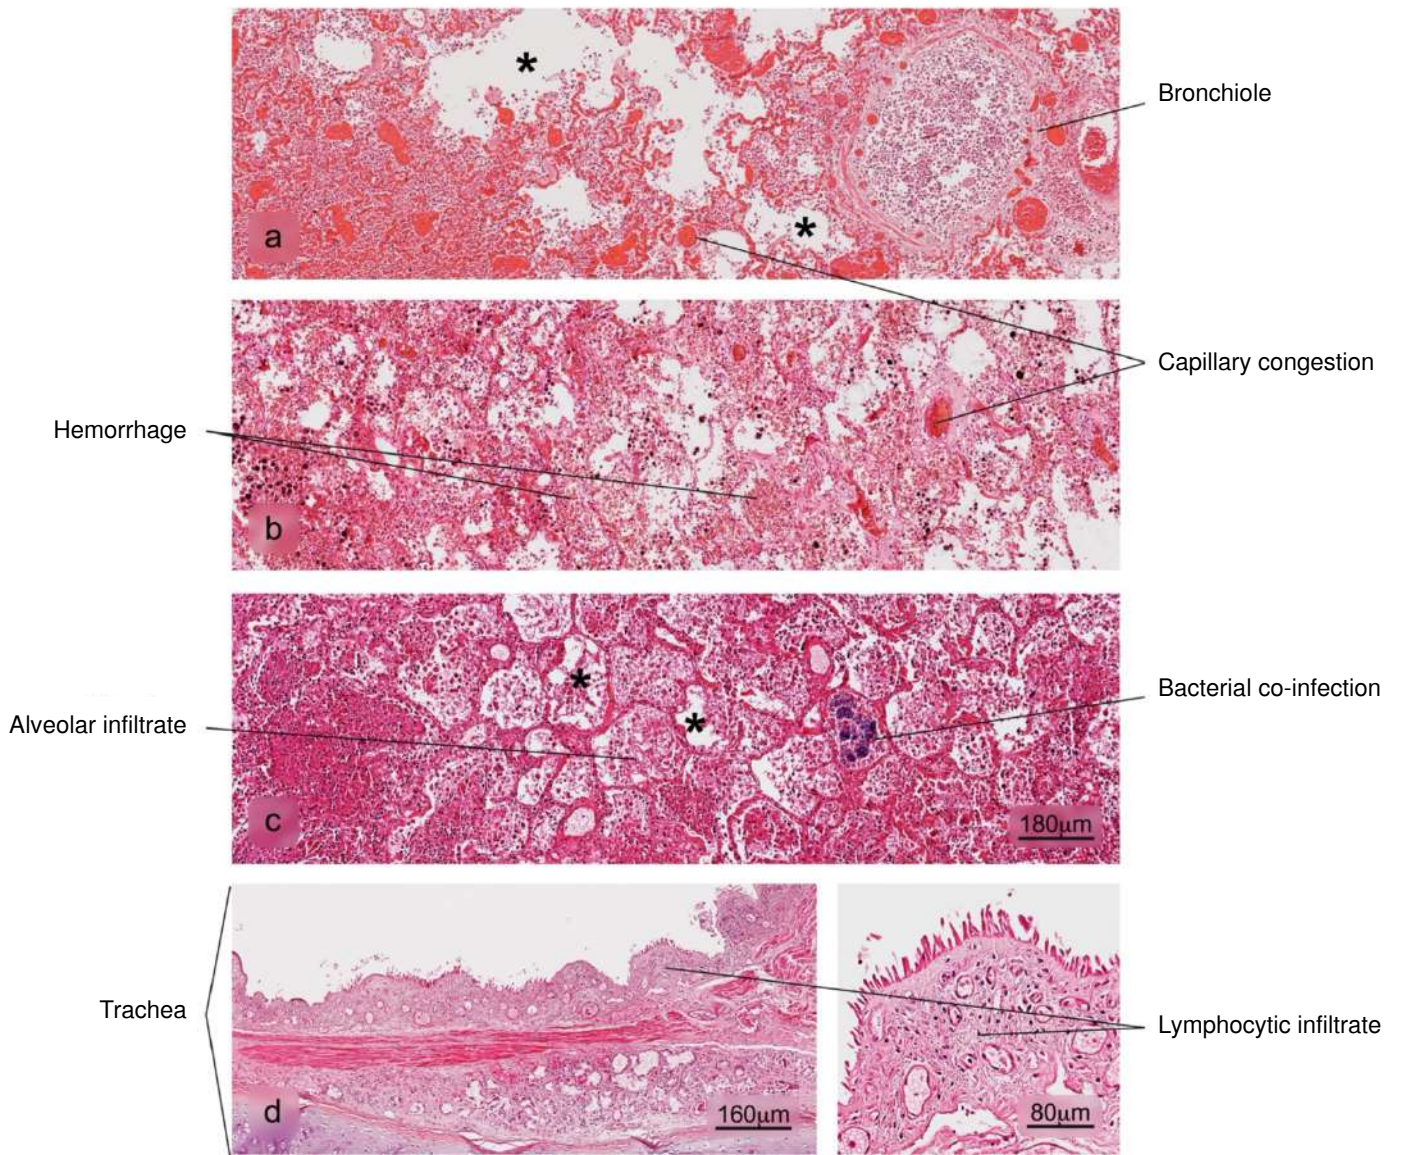 *
Bronchiole
*
a
Capillary congestion
Hemorrhage
b
*
Bacterial co-infection
Alveolar infiltrate
*
c
180µm
Trachea
Lymphocytic infiltrate
d
160µm
80µm